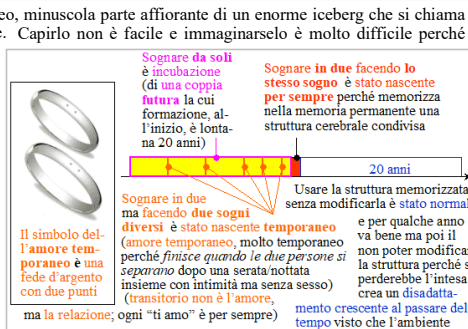 eo, minuscola parte affiorante di un enorme iceberg che si chiama
e. Capirlo non è facile e immaginarselo è molto difficile perché
Sognare da soli
è incubazione
(di una coppia
futura la cui
formazione, al-
l'inizio, è lonta-
na 20 anni)
Sognare in due facendo lo
stesso sogno è stato nascente
per sempre perché memorizza
nella memoria permanente una
struttura cerebrale condivisa
20 anni
Sognare in due
ma facendo due sogni
diversi è stato nascente temporaneo
(amore temporaneo, molto temporaneo
perché finisce quando le due persone si
separano dopo una serata/nottata
insieme con intimità ma senza sesso)
(transitorio non è l'amore,
ma la relazione; ogni “ti amo” è per sempre)
Il simbolo del-
l'amore tem-
poraneo è una
fede d'argento
con due punti
Usare la struttura memorizzata
senza modificarla è stato normal
e per qualche anno
va bene ma poi il
non poter modifica
la struttura perché s
perderebbe l'intesa
crea un disadatta-
mento crescente al passare del
tempo visto che l'ambiente